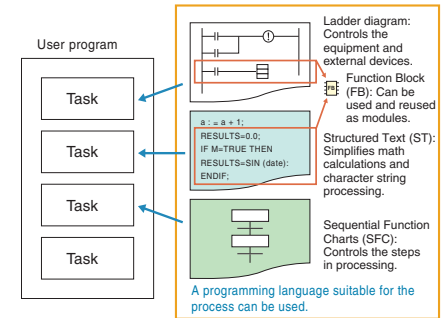 User program
Task
Task
Task
Task
Ladder diagram:
Controls the
equipment and
external devices.
FB
Function Block
(FB): Can be
used and reused
as modules.
a : = a + 1;
RESULTS=0.0;
IF M=TRUE THEN
RESULTS=SIN (date):
ENDIF;
Structured Text (ST):
Simplifies math
calculations and
character string
processing.
Sequential Function
Charts (SFC):
Controls the steps
in processing.
A programming language suitable for the
process can be used.